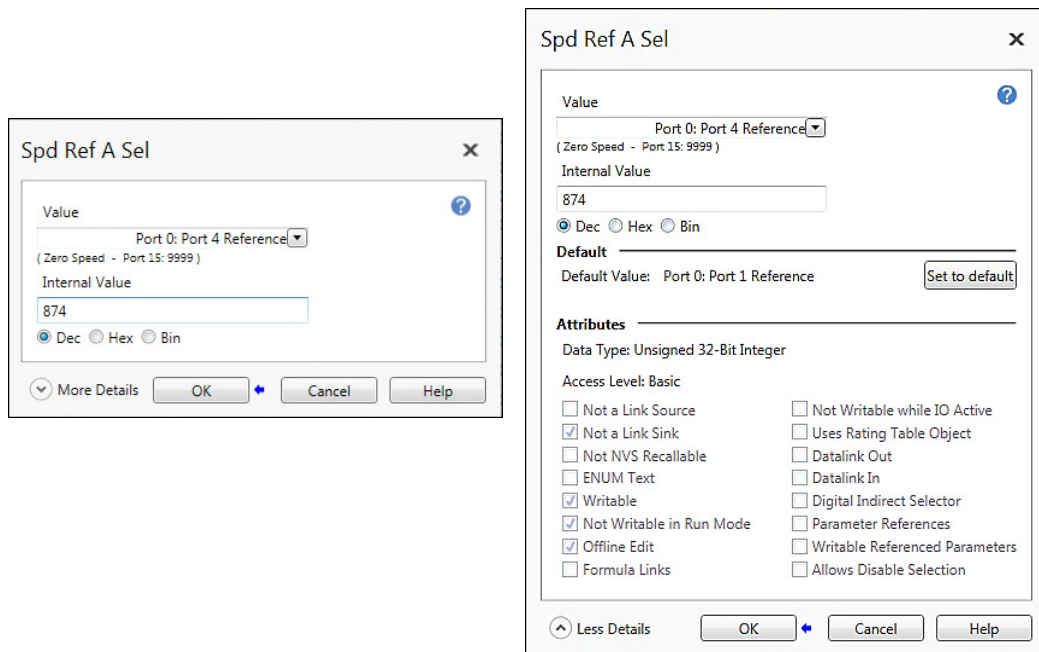 Spd Ref A Sel
Value
Port 0: Port 4 Reference
( Zero Speed - Port 15: 9999 )
Internal Value
874
Dec Hex Bin
More Details OK Cancel Help
Spd Ref A Sel
Value
Port 0: Port 4 Reference
( Zero Speed - Port 15: 9999 )
Internal Value
874
Dec Hex Bin
Default
Default Value: Port 0: Port 1 Reference Set to default
Attributes
Data Type: Unsigned 32-Bit Integer
Access Level: Basic
Not a Link Source Not Writable while IO Active
Not a Link Sink Uses Rating Table Object
Not NVS Recallable Datalink Out
ENUM Text Datalink In
Writable Digital Indirect Selector
Not Writable in Run Mode Parameter References
Offline Edit Writable Referenced Parameters
Formula Links Allows Disable Selection
Less Details OK Cancel Help